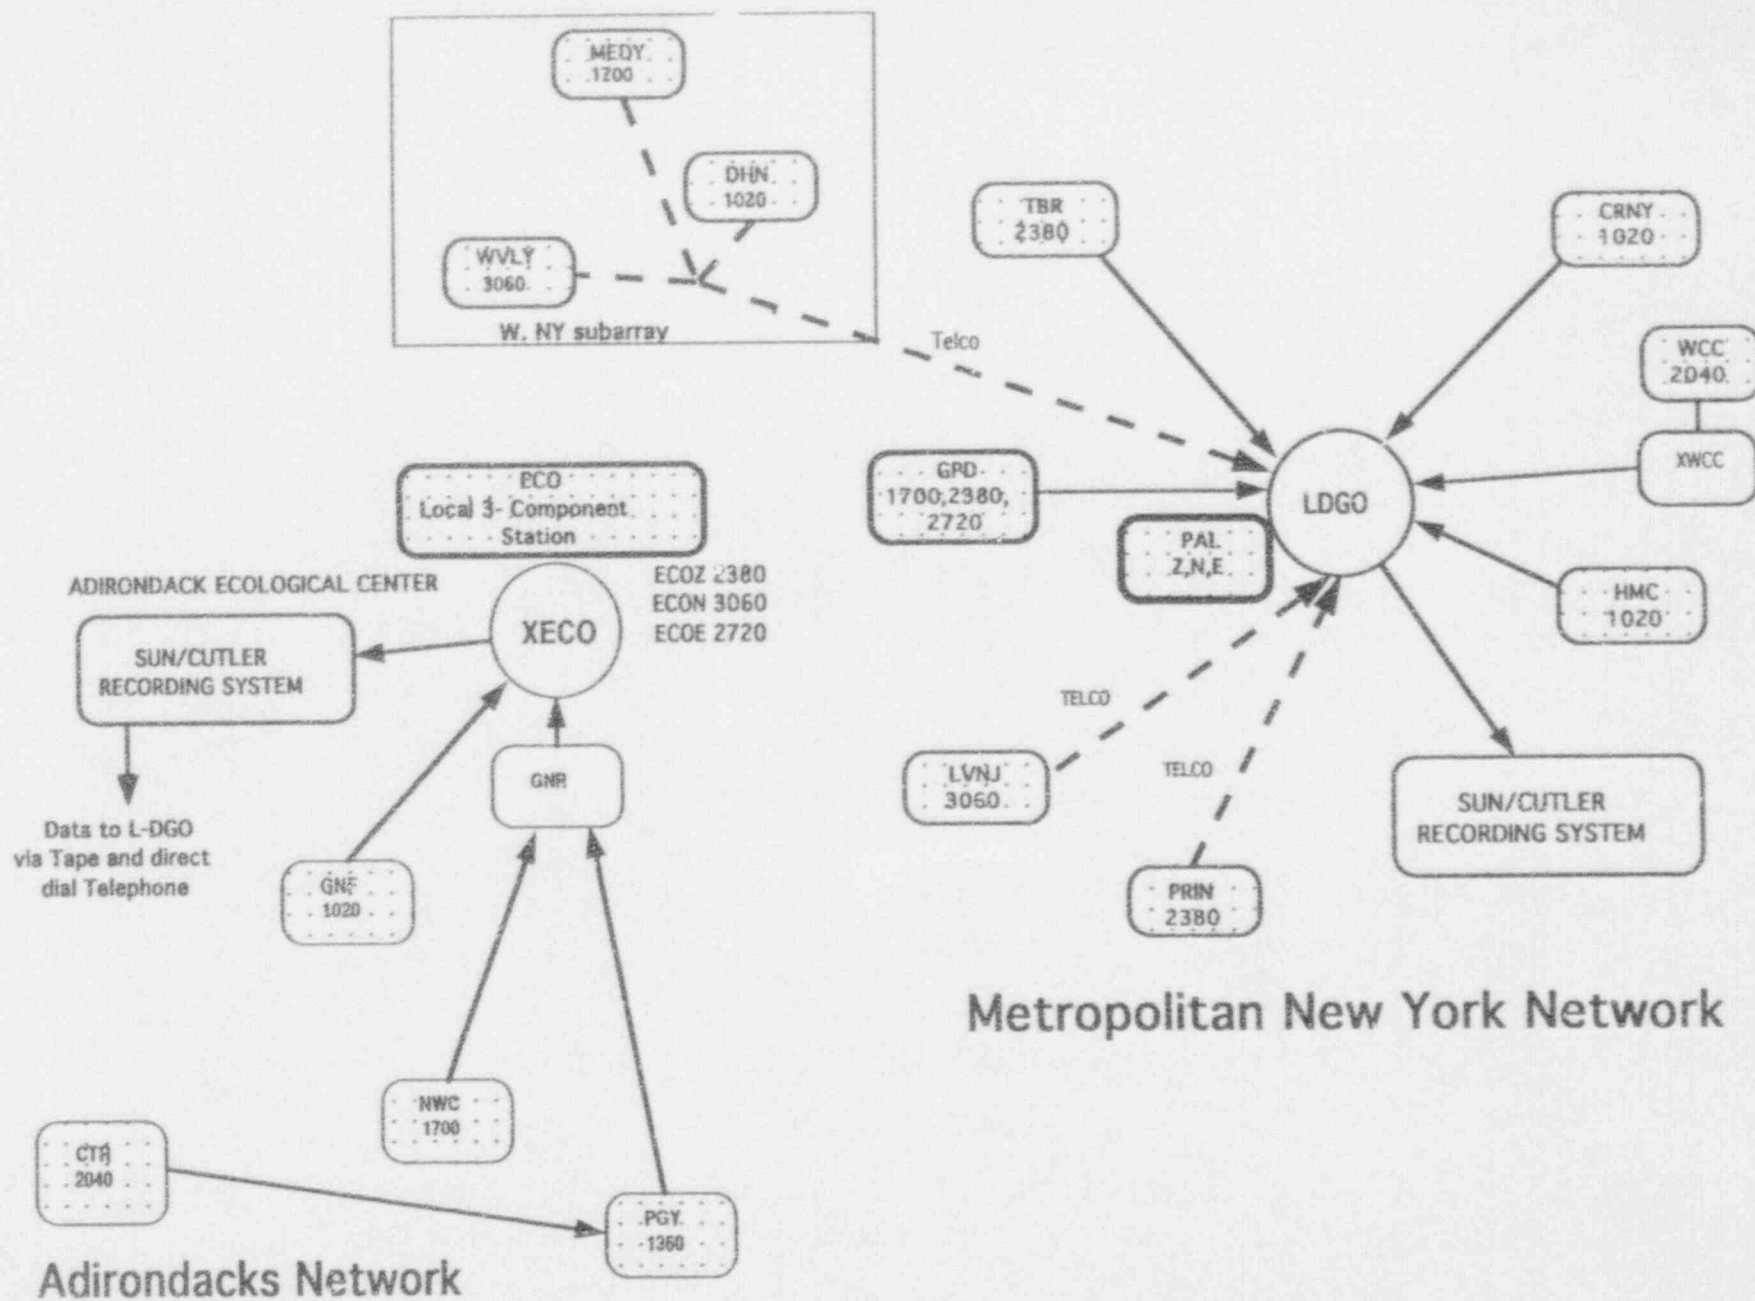 MEDY
1700
DHN
1020
WVLY
3060
W. NY subarray
Telco
TBR
2380
CRNY
1020
WCC
2040
XWCC
GPD
1700,2380,
2720
PAL
Z,N,E
LDGO
HMC
1020
TELCO
LVNJ
3060
TELCO
PRIN
2380
SUN/CUTLER
RECORDING SYSTEM
Metropolitan New York Network
ECO
Local 3- Component
Station
ADIRONDACK ECOLOGICAL CENTER
XECO
ECOZ 2380
ECON 3060
ECOE 2720
SUN/CUTLER
RECORDING SYSTEM
Data to L-DGO
via Tape and direct
dial Telephone
GNR
1020
NWC
1700
CTR
2040
PGY
1360
Adirondacks Network